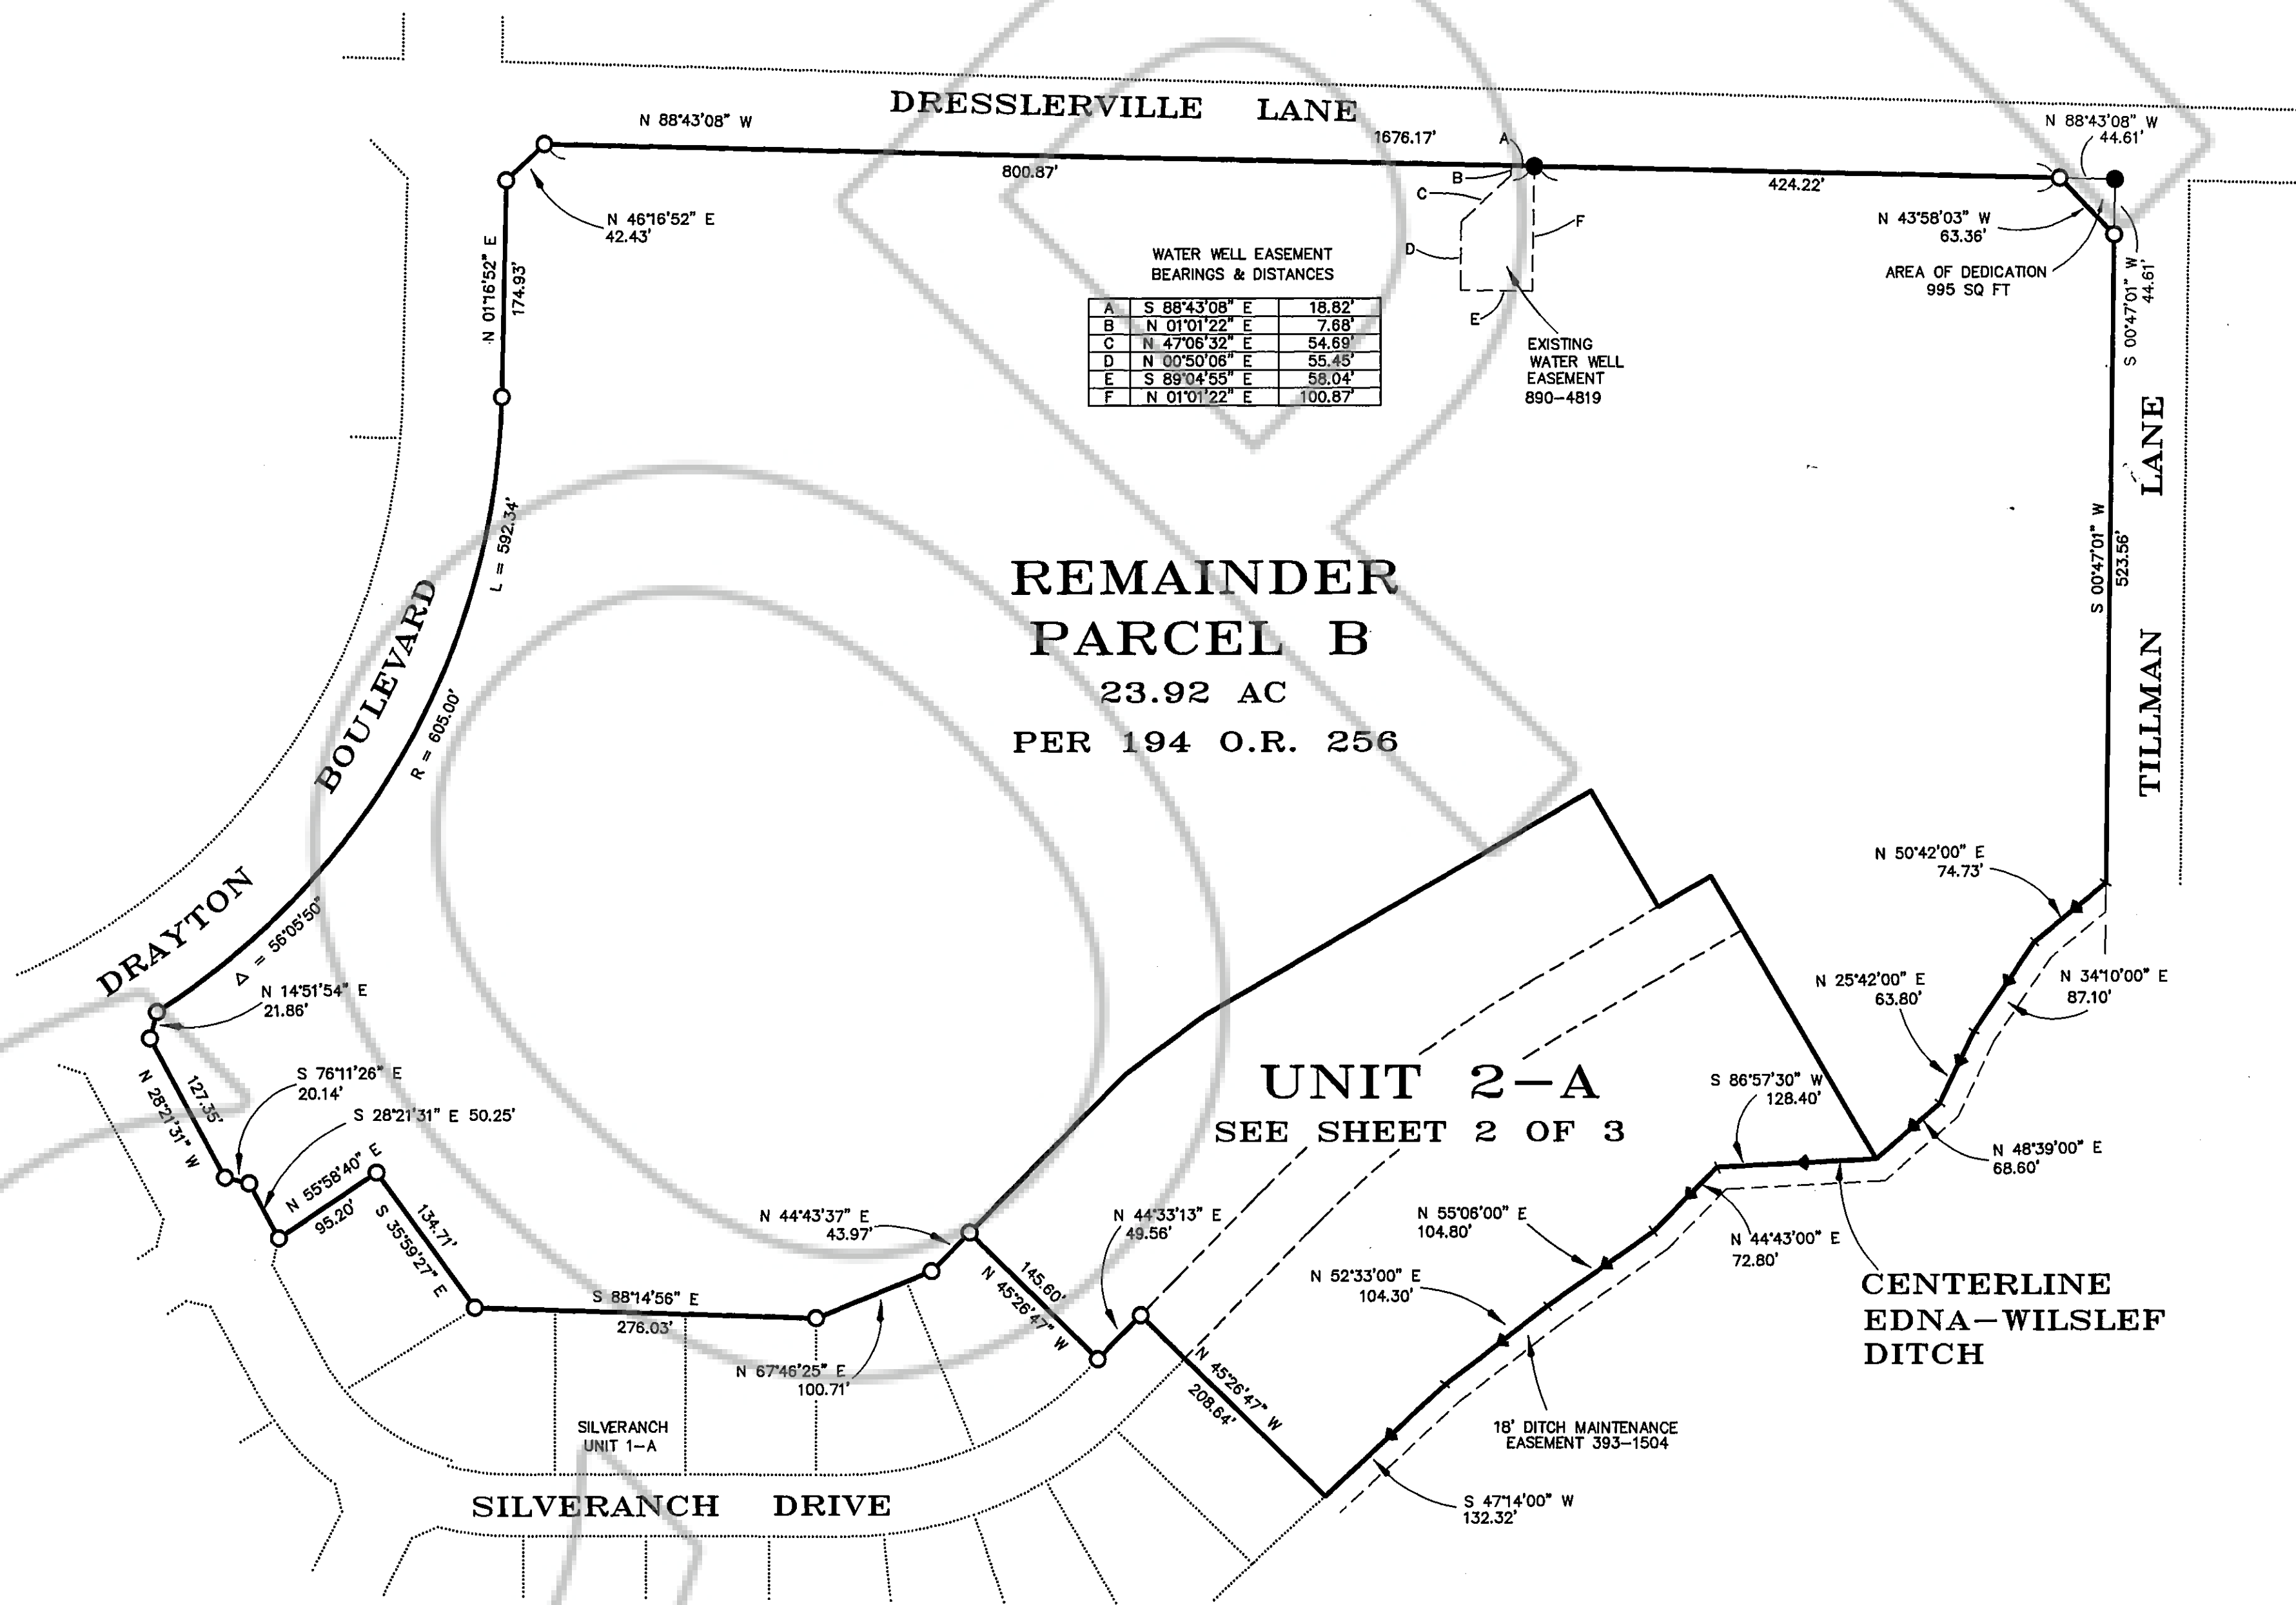 DRESSLERVILLE LANE
N 88°43'08" W
1676.17'
800.87'
424.22'
N 88°43'08" W
44.61'
N 46°16'52" E
42.43'
N 01°16'52" E
174.93'
A
B
C
D
E
F
N 43°58'03" W
63.36'
AREA OF DEDICATION
995 SQ FT
S 00°47'01" W
44.61'
WATER WELL EASEMENT
BEARINGS & DISTANCES
A S 88°43'08" E 18.82'
B N 01°01'22" E 7.68'
C N 47°06'32" E 54.69'
D N 00°50'06" E 55.45'
E S 89°04'55" E 58.04'
F N 01°01'22" E 100.87'
EXISTING
WATER WELL
EASEMENT
890-4819
TILLMAN LANE
S 00°47'01" W
523.56'
L = 592.34'
R = 605.00'
Δ = 56°05'50"
DRAYTON BOULEVARD
REMAINDER
PARCEL B
23.92 AC
PER 194 O.R. 256
N 50°42'00" E
74.73'
N 34°10'00" E
87.10'
N 25°42'00" E
63.80'
N 14°51'54" E
21.86'
127.35'
N 28°21'31" W
S 76°11'26" E
20.14'
S 28°21'31" E 50.25'
N 55°58'40" E
95.20'
134.71'
S 35°59'27" E
UNIT 2-A
SEE SHEET 2 OF 3
S 86°57'30" W
128.40'
N 48°39'00" E
68.60'
N 44°43'37" E
43.97'
N 44°33'13" E
49.56'
N 55°06'00" E
104.80'
N 44°43'00" E
72.80'
N 52°33'00" E
104.30'
145.60'
N 45°26'47" W
CENTERLINE
EDNA-WILSLEF
DITCH
S 88°14'56" E
276.03'
N 67°46'25" E
100.71'
N 45°26'47" W
208.64'
18' DITCH MAINTENANCE
EASEMENT 393-1504
SILVERANCH
UNIT 1-A
SILVERANCH DRIVE
S 47°14'00" W
132.32'